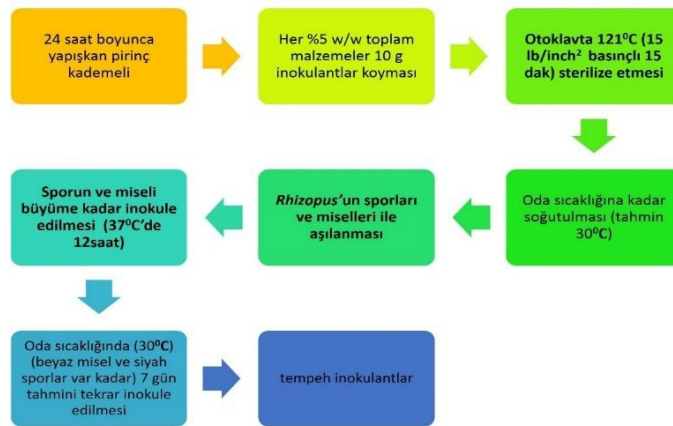 24 saat boyunca
yapışkan pirinç
kademeli
Her %5 w/w toplam
malzemeler 10 g
inokulantlar koyması
Otoklavta 121⁰C (15
lb/inch² basınçlı 15
dak) sterilize etmesi
Oda sıcaklığına kadar
soğutulması (tahmin
30⁰C)
Rhizopus’un sporları
ve miselleri ile
aşılanması
Sporun ve miseli
büyüme kadar inokule
edilmesi (37⁰C’de
12saat)
Oda sıcaklığında (30⁰C)
(beyaz misel ve siyah
sporlar var kadar) 7 gün
tahmini tekrar inokule
edilmesi
tempeh inokulantlar